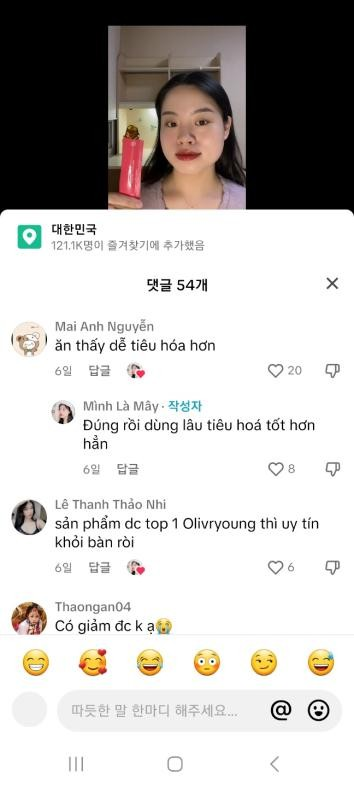 대한민국
121.1K명이 즐겨찾기에 추가했음
댓글 54개
Mai Anh Nguyễn
ăn thấy dễ tiêu hóa hơn
6일 답글
20
Mình Là Mây · 작성자
Đúng rồi dùng lâu tiêu hoá tốt hơn
hẳn
6일 답글
8
Lê Thanh Thảo Nhi
sản phẩm dc top 1 Olivryoung thì uy tín
khỏi bàn ròi
6일 답글
6
Thaongan04
Có giảm đc k ạ😭
따듯한 말 한마디 해주세요...